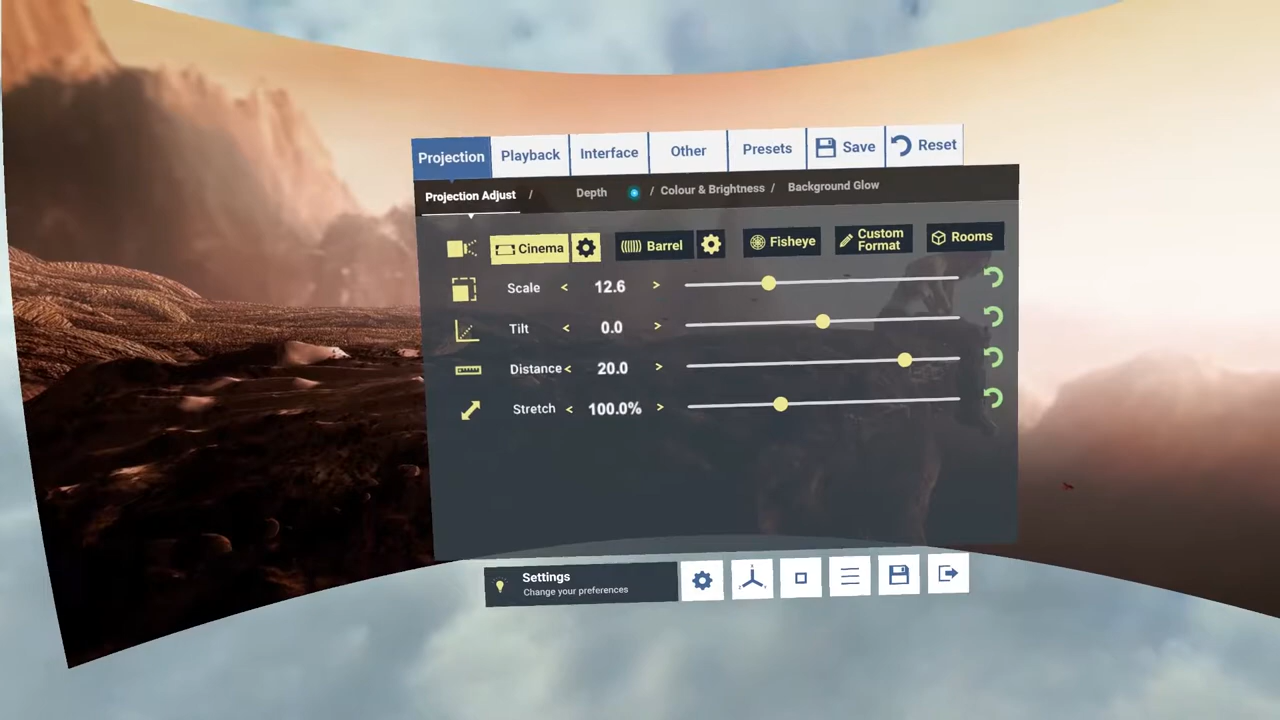 Projection Playback Interface Other Presets Save Reset
Projection Adjust / Depth / Colour & Brightness / Background Glow
Cinema Barrel Fisheye Custom Format Rooms
Scale < 12.6 >
Tilt < 0.0 >
Distance < 20.0 >
Stretch < 100.0% >
Settings
Change your preferences